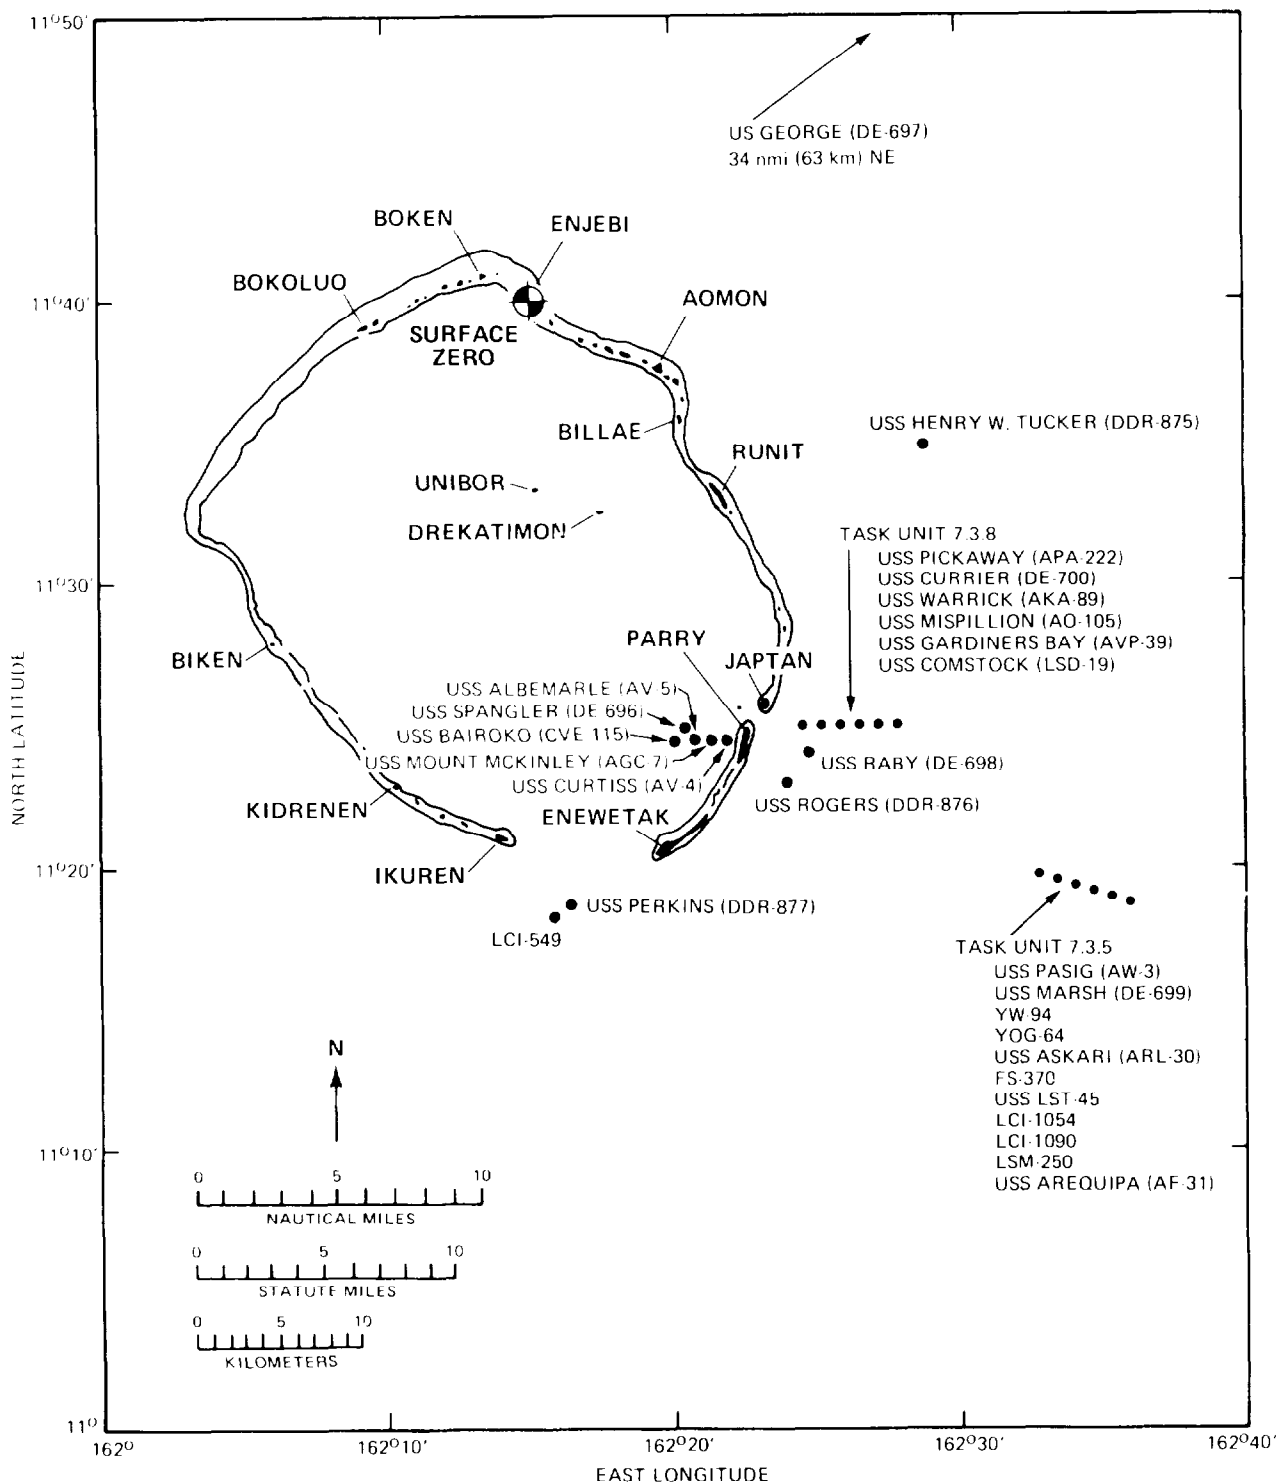 11°50'
US GEORGE (DE-697)
34 nmi (63 km) NE
BOKEN
ENJEBI
BOKOLUO
11°40'
AOMON
SURFACE
ZERO
USS HENRY W. TUCKER (DDR-875)
BILLAE
RUNIT
UNIBOR
DREKATIMON
TASK UNIT 7.3.8
USS PICKAWAY (APA-222)
USS CURRIER (DE-700)
USS WARRICK (AKA-89)
USS MISPILLION (AO-105)
USS GARDINERS BAY (AVP-39)
USS COMSTOCK (LSD-19)
11°30'
PARRY
BIKEN
JAPTAN
USS ALBEMARLE (AV-5)
USS SPANGLER (DE 696)
USS BAIROKO (CVE 115)
USS MOUNT MCKINLEY (AGC-7)
USS CURTISS (AV-4)
USS RABY (DE-698)
USS ROGERS (DDR-876)
KIDRENEN
ENEWETAK
IKUREN
11°20'
USS PERKINS (DDR-877)
LCI-549
TASK UNIT 7.3.5
USS PASIG (AW-3)
USS MARSH (DE-699)
YW-94
YOG-64
USS ASKARI (ARL-30)
FS-370
USS LST-45
LCI-1054
LCI-1090
LSM-250
USS AREQUIPA (AF-31)
NORTH LATITUDE
N
11°10'
0 5 10
NAUTICAL MILES
0 5 10
STATUTE MILES
0 5 10
KILOMETERS
11°
162° 162°10' 162°20' 162°30' 162°40'
EAST LONGITUDE